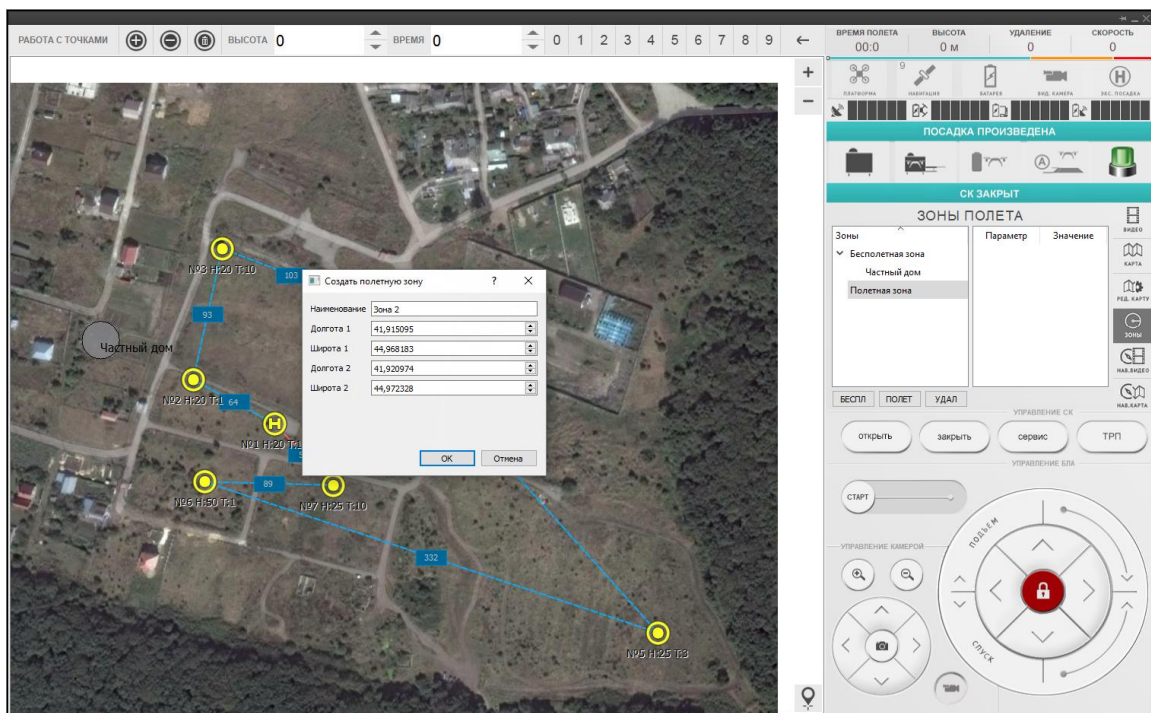 РАБОТА С ТОЧКАМИ ВЫСОТА 0 ВРЕМЯ 0 0 1 2 3 4 5 6 7 8 9
ВРЕМЯ ПОЛЕТА ВЫСОТА УДАЛЕНИЕ СКОРОСТЬ
00:0 0 м 0 0
9
ПЛАТФОРМА НАВИГАЦИЯ БАТАРЕЯ ВИД. КАМЕРА ЭКС. ПОСАДКА
ПОСАДКА ПРОИЗВЕДЕНА
СК ЗАКРЫТ
ЗОНЫ ПОЛЕТА
Зоны
Бесполетная зона
Частный дом
Полетная зона
Параметр Значение
ВИДЕО
КАРТА
РЕД. КАРТУ
ЗОНЫ
НАВ.ВИДЕО
НАВ.КАРТА
БЕСПЛ ПОЛЕТ УДАЛ
УПРАВЛЕНИЕ СК
открыть закрыть сервис ТРП
УПРАВЛЕНИЕ БЛА
СТАРТ
ПОДЪЕМ
СПУСК
УПРАВЛЕНИЕ КАМЕРОЙ
№3 H:20 T:10
103
93
Частный дом
№2 H:20 T:1
64
№1 H:20 T:1
№6 H:50 T:1
89
№7 H:25 T:10
332
№5 H:25 T:3
Создать полетную зону ?
Наименование Зона 2
Долгота 1 41,915095
Широта 1 44,968183
Долгота 2 41,920974
Широта 2 44,972328
OK Отмена